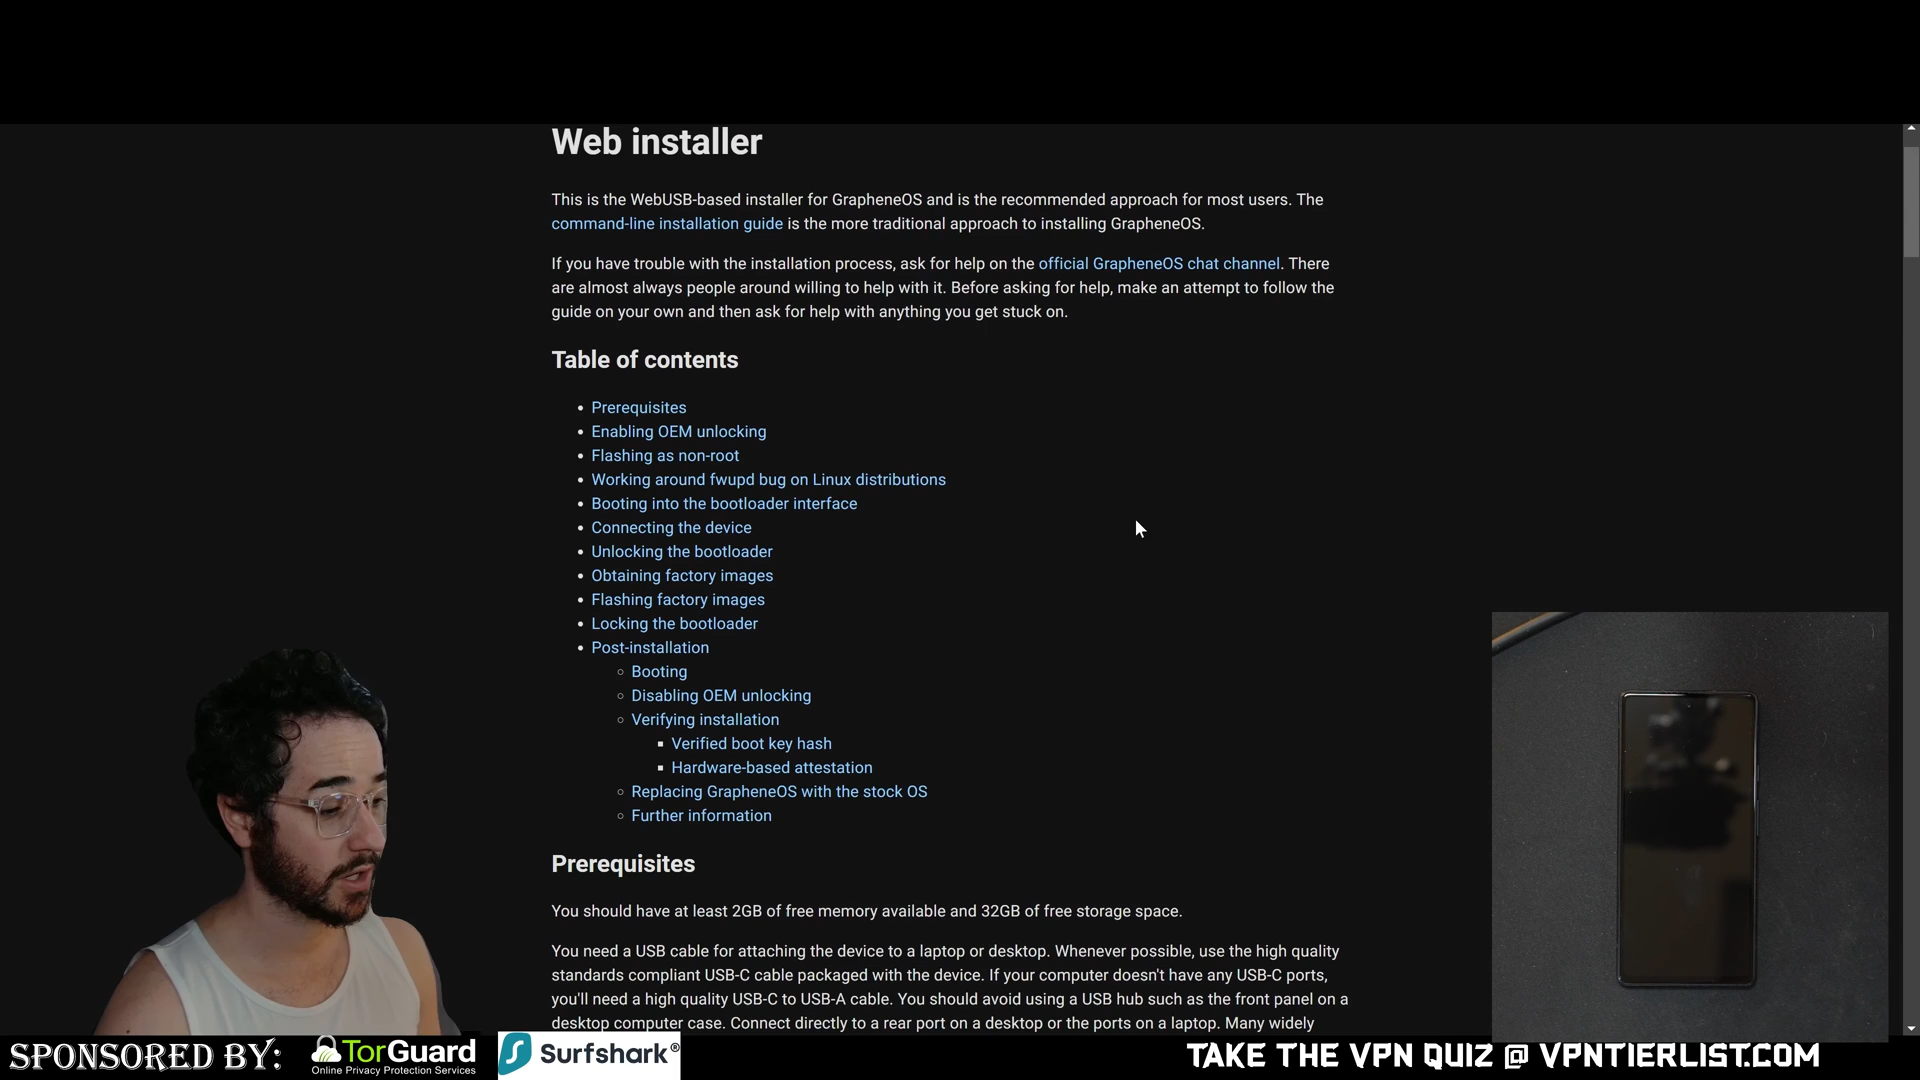 Web installer
This is the WebUSB-based installer for GrapheneOS and is the recommended approach for most users. The
command-line installation guide is the more traditional approach to installing GrapheneOS.
If you have trouble with the installation process, ask for help on the official GrapheneOS chat channel. There
are almost always people around willing to help with it. Before asking for help, make an attempt to follow the
guide on your own and then ask for help with anything you get stuck on.
Table of contents
Prerequisites
Enabling OEM unlocking
Flashing as non-root
Working around fwupd bug on Linux distributions
Booting into the bootloader interface
Connecting the device
Unlocking the bootloader
Obtaining factory images
Flashing factory images
Locking the bootloader
Post-installation
Booting
Disabling OEM unlocking
Verifying installation
Verified boot key hash
Hardware-based attestation
Replacing GrapheneOS with the stock OS
Further information
Prerequisites
You should have at least 2GB of free memory available and 32GB of free storage space.
You need a USB cable for attaching the device to a laptop or desktop. Whenever possible, use the high quality
standards compliant USB-C cable packaged with the device. If your computer doesn't have any USB-C ports,
you'll need a high quality USB-C to USB-A cable. You should avoid using a USB hub such as the front panel on a
desktop computer case. Connect directly to a rear port on a desktop or the ports on a laptop. Many widely
SPONSORED BY:
TorGuard
Online Privacy Protection Services
Surfshark®
TAKE THE VPN QUIZ @ VPNTIERLIST.COM